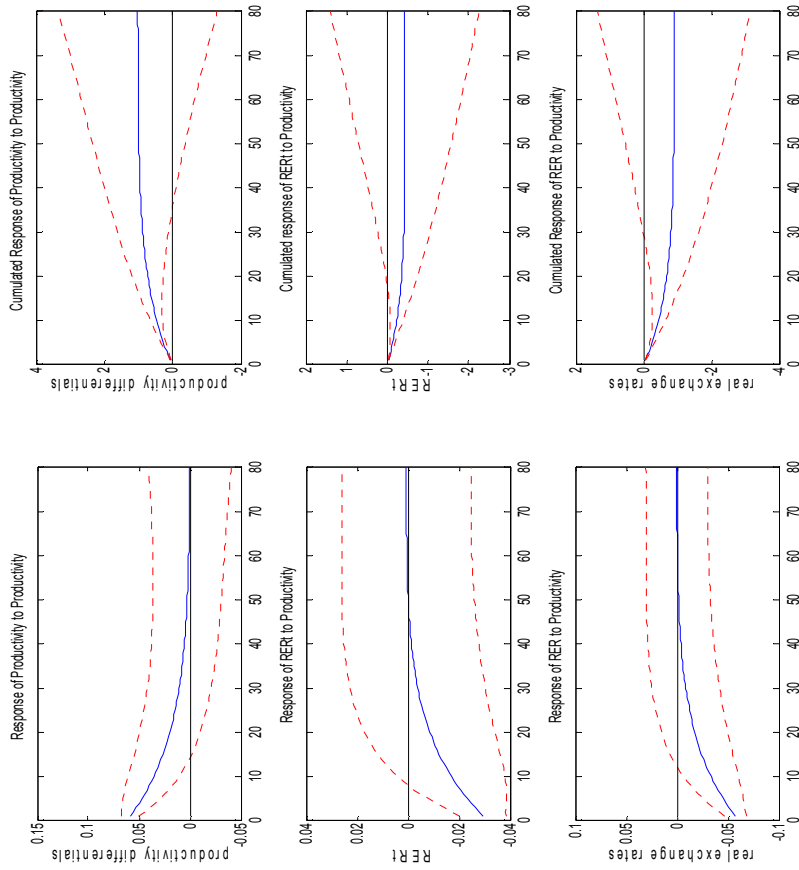 Response of Productivity to Productivity
productivity differentials
0.15
0.1
0.05
0
-0.05
0 10 20 30 40 50 60 70 80
Cumulated Response of Productivity to Productivity
productivity differentials
4
2
0
-2
0 10 20 30 40 50 60 70 80
Response of RERt to Productivity
RERt
0.04
0.02
0
-0.02
-0.04
0 10 20 30 40 50 60 70 80
Cumulated response of RERt to Productivity
RERt
2
1
0
-1
-2
-3
0 10 20 30 40 50 60 70 80
Response of RER to Productivity
real exchange rates
0.1
0.05
0
-0.05
-0.1
0 10 20 30 40 50 60 70 80
Cumulated Response of RER to Productivity
real exchange rates
2
0
-2
-4
0 10 20 30 40 50 60 70 80